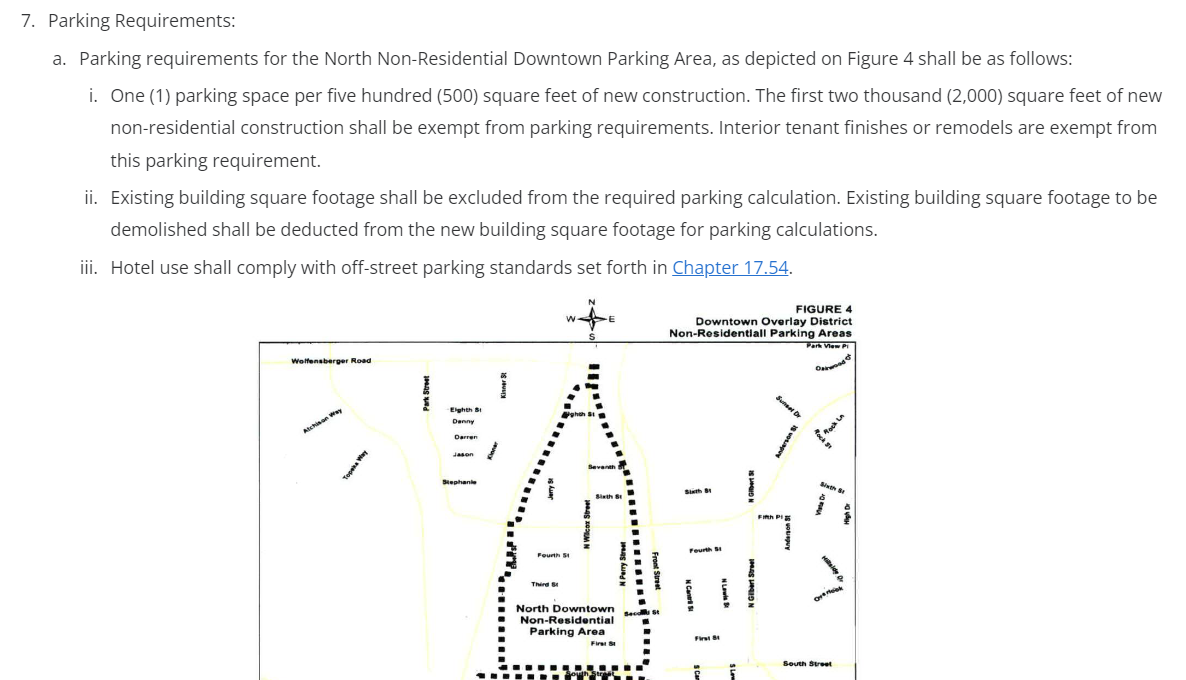 7. Parking Requirements:
a. Parking requirements for the North Non-Residential Downtown Parking Area, as depicted on Figure 4 shall be as follows:
i. One (1) parking space per five hundred (500) square feet of new construction. The first two thousand (2,000) square feet of new
non-residential construction shall be exempt from parking requirements. Interior tenant finishes or remodels are exempt from
this parking requirement.
ii. Existing building square footage shall be excluded from the required parking calculation. Existing building square footage to be
demolished shall be deducted from the new building square footage for parking calculations.
iii. Hotel use shall comply with off-street parking standards set forth in Chapter 17.54.
N
W E
S
FIGURE 4
Downtown Overlay District
Non-Residentiall Parking Areas
Park View Pl
Wolfensberger Road
Oakwood Dr
Park Street
Kinner St
Sunset Dr
Atchison Way
Eighth St
Eighth St
Danny
Rock Ln
Rock St
Anderson St
Darren
Jason
Kinner
Topeka Way
Seventh St
Stephanie
Jerry St
Sixth St
Sixth St
N Gilbert St
Sixth St
Vista Dr
High Dr
N Wilcox Street
Fifth Pl
Anderson St
Fourth St
N Perry Street
Front Street
Fourth St
Hillside Dr
Third St
N Cantril St
N Lewis St
N Gilbert Street
Overlook
North Downtown
Non-Residential
Parking Area
Second St
First St
First St
South Street
South Street
S Ca
S Lew